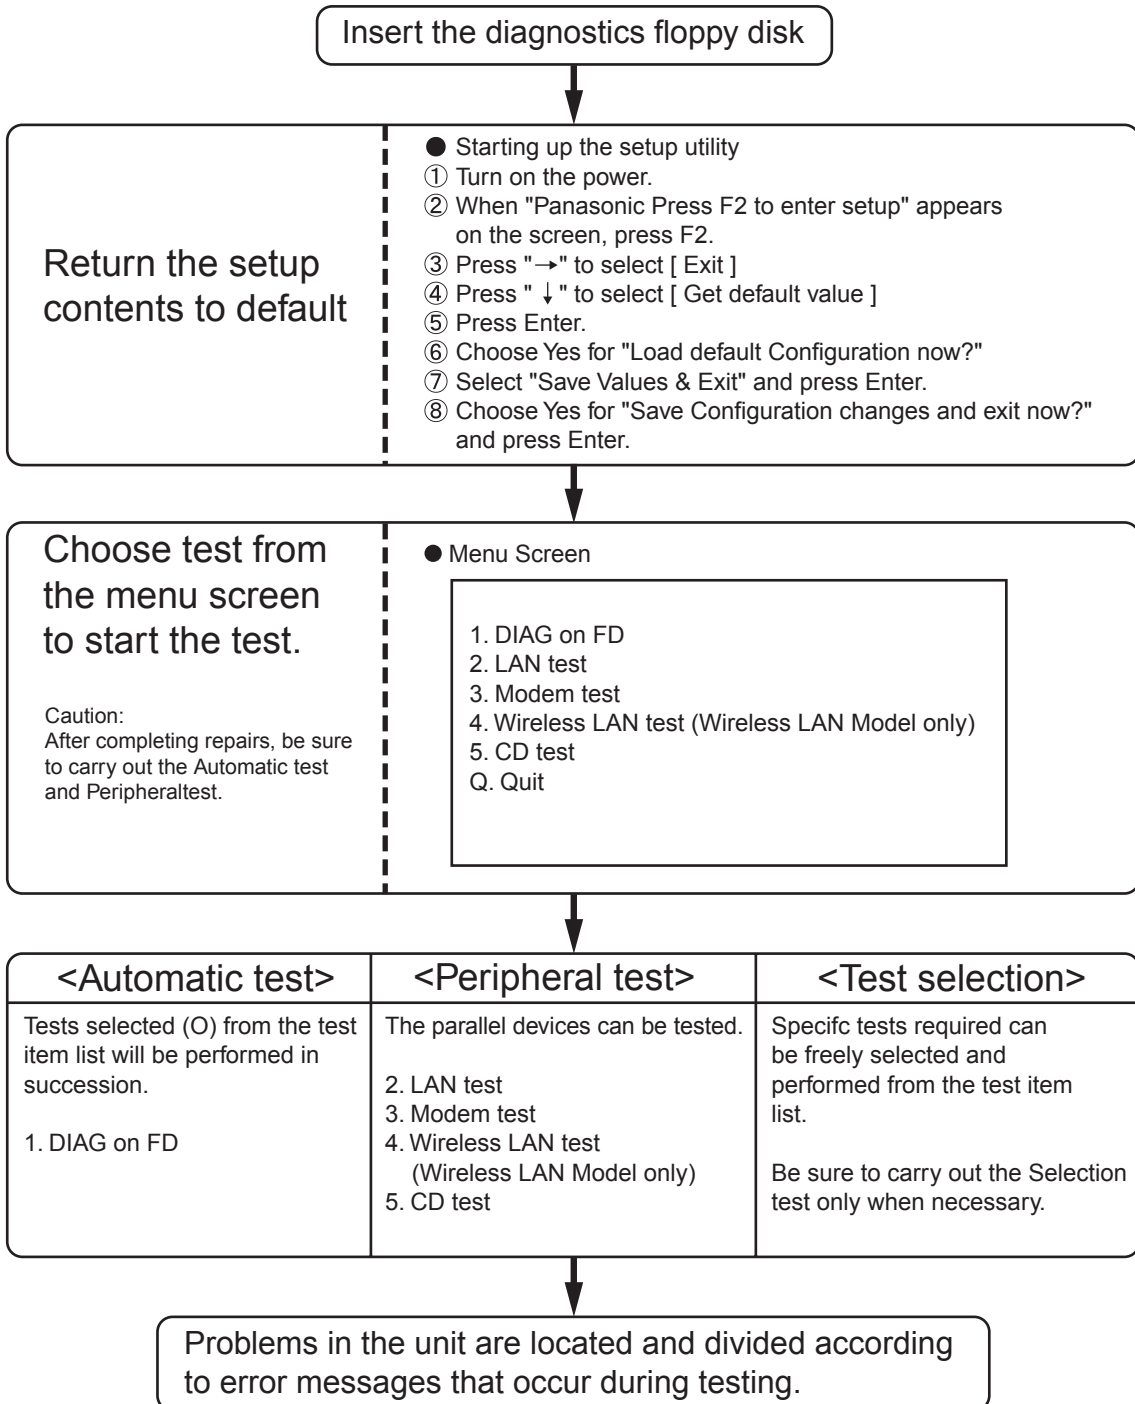 Insert the diagnostics floppy disk
Return the setup
contents to default
● Starting up the setup utility
① Turn on the power.
② When "Panasonic Press F2 to enter setup" appears
on the screen, press F2.
③ Press "→" to select [ Exit ]
④ Press " ↓ " to select [ Get default value ]
⑤ Press Enter.
⑥ Choose Yes for "Load default Configuration now?"
⑦ Select "Save Values & Exit" and press Enter.
⑧ Choose Yes for "Save Configuration changes and exit now?"
and press Enter.
Choose test from
the menu screen
to start the test.
Caution:
After completing repairs, be sure
to carry out the Automatic test
and Peripheraltest.
● Menu Screen
1. DIAG on FD
2. LAN test
3. Modem test
4. Wireless LAN test (Wireless LAN Model only)
5. CD test
Q. Quit
<Automatic test>
Tests selected (O) from the test
item list will be performed in
succession.
1. DIAG on FD
<Peripheral test>
The parallel devices can be tested.
2. LAN test
3. Modem test
4. Wireless LAN test
(Wireless LAN Model only)
5. CD test
<Test selection>
Specifc tests required can
be freely selected and
performed from the test item
list.
Be sure to carry out the Selection
test only when necessary.
Problems in the unit are located and divided according
to error messages that occur during testing.